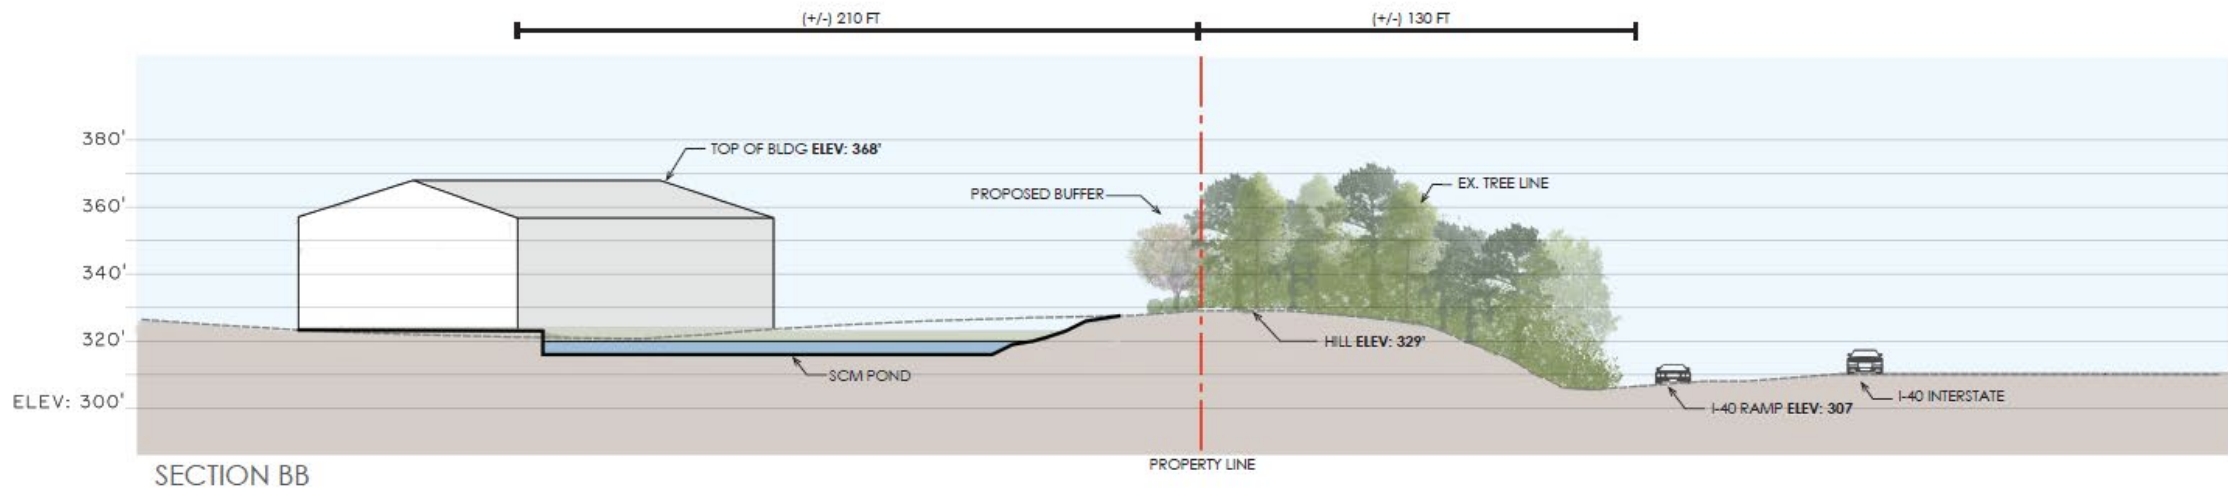 (+/-) 210 FT
(+/-) 130 FT
380'
TOP OF BLDG ELEV: 368'
EX. TREE LINE
PROPOSED BUFFER
360'
340'
320'
HILL ELEV: 329'
SCM POND
I-40 INTERSTATE
ELEV: 300'
I-40 RAMP ELEV: 307
PROPERTY LINE
SECTION BB